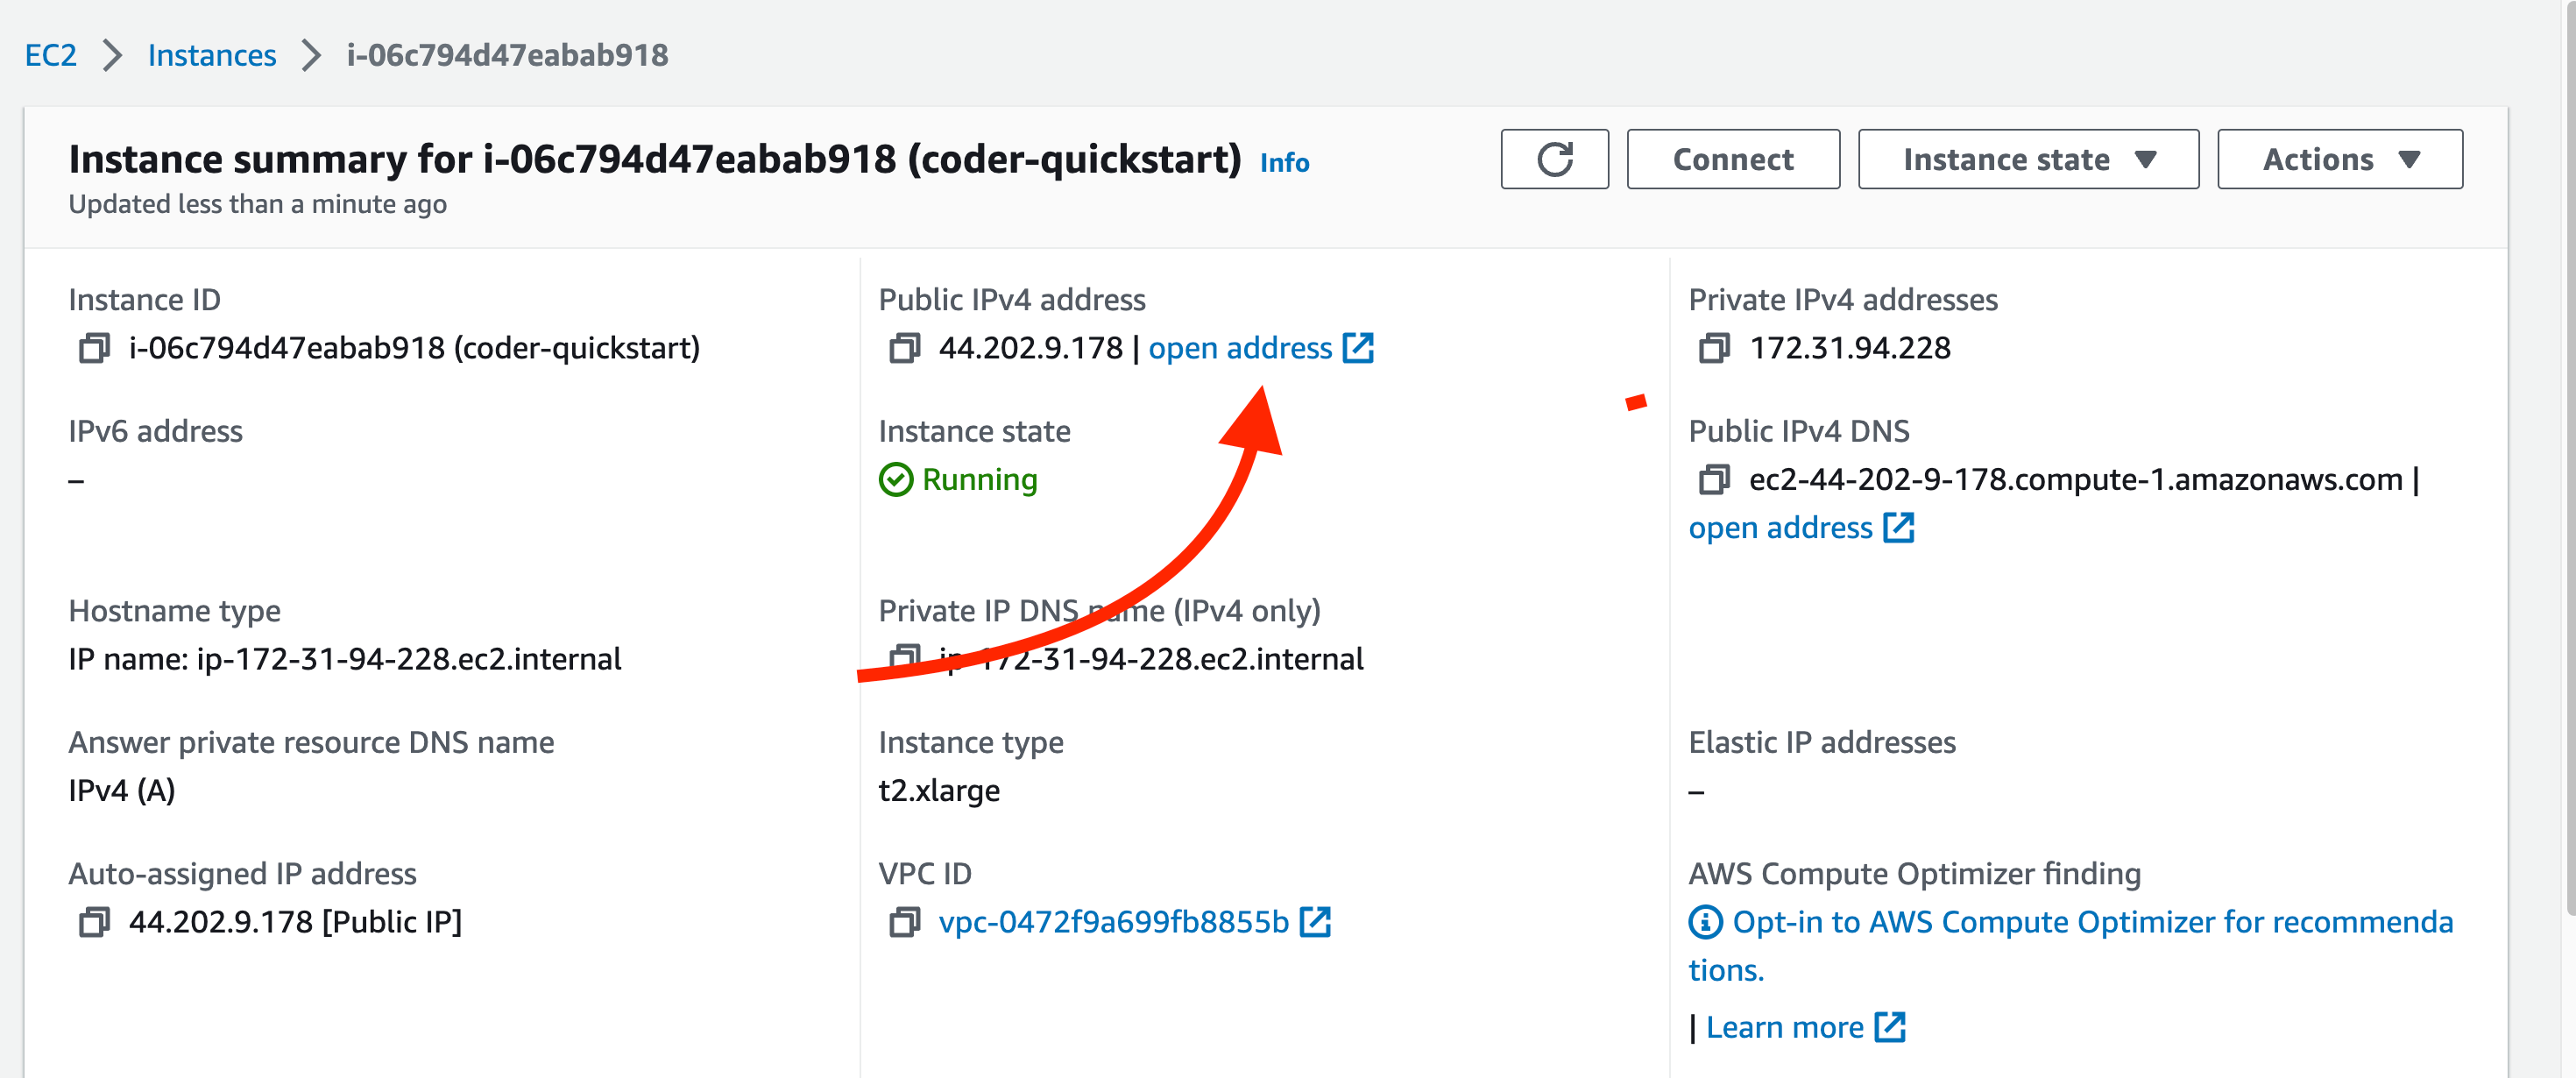 EC2 > Instances > i-06c794d47eabab918
Instance summary for i-06c794d47eabab918 (coder-quickstart) Info
Updated less than a minute ago
Connect
Instance state
Actions
Instance ID
i-06c794d47eabab918 (coder-quickstart)
Public IPv4 address
44.202.9.178 | open address
Private IPv4 addresses
172.31.94.228
IPv6 address
–
Instance state
Running
Public IPv4 DNS
ec2-44-202-9-178.compute-1.amazonaws.com |
open address
Hostname type
IP name: ip-172-31-94-228.ec2.internal
Private IP DNS name (IPv4 only)
ip-172-31-94-228.ec2.internal
Answer private resource DNS name
IPv4 (A)
Instance type
t2.xlarge
Elastic IP addresses
–
Auto-assigned IP address
44.202.9.178 [Public IP]
VPC ID
vpc-0472f9a699fb8855b
AWS Compute Optimizer finding
Opt-in to AWS Compute Optimizer for recommenda
tions.
| Learn more